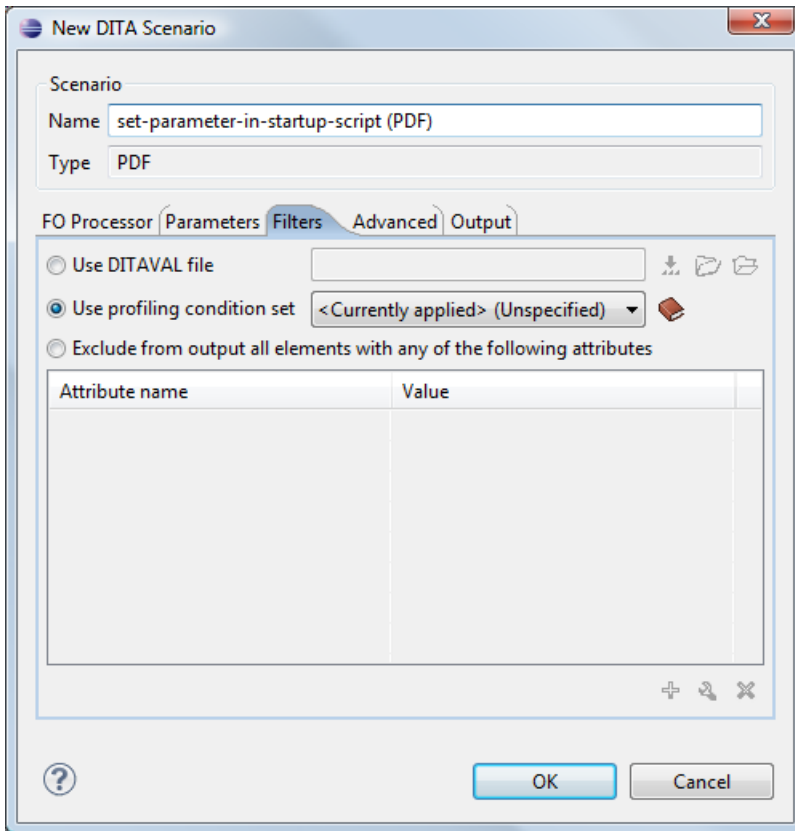 New DITA Scenario
Scenario
Name set-parameter-in-startup-script (PDF)
Type PDF
FO Processor Parameters Filters Advanced Output
Use DITAVAL file
Use profiling condition set <Currently applied> (Unspecified)
Exclude from output all elements with any of the following attributes
Attribute name Value
OK Cancel